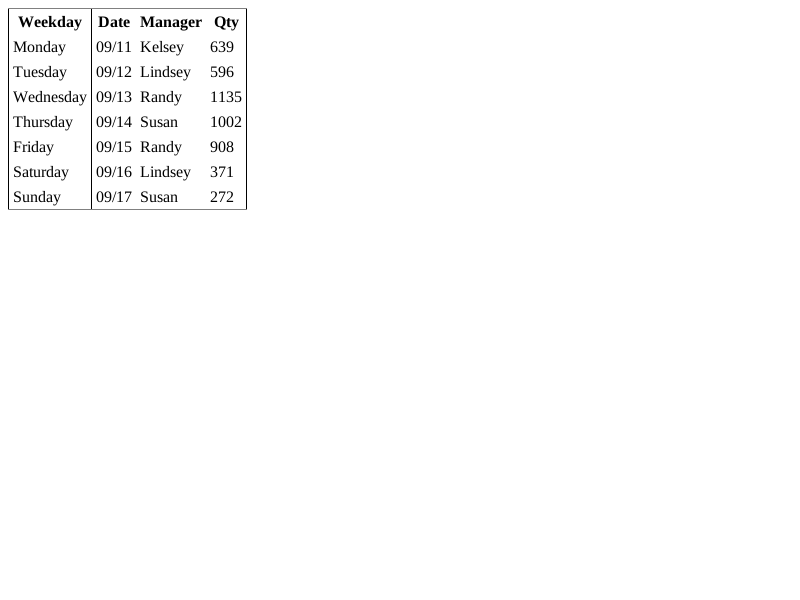 Weekday Date Manager Qty
Monday 09/11 Kelsey 639
Tuesday 09/12 Lindsey 596
Wednesday 09/13 Randy 1135
Thursday 09/14 Susan 1002
Friday 09/15 Randy 908
Saturday 09/16 Lindsey 371
Sunday 09/17 Susan 272